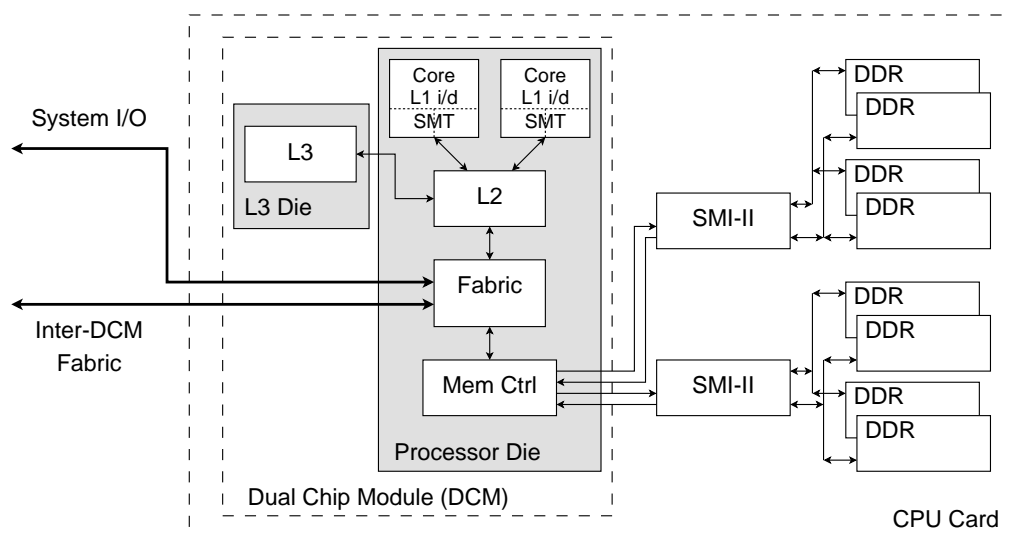 Core
L1 i/d
SMT
Core
L1 i/d
SMT
System I/O
L3
L3 Die
L2
Fabric
Inter-DCM
Fabric
Mem Ctrl
Processor Die
Dual Chip Module (DCM)
SMI-II
SMI-II
DDR
DDR
DDR
DDR
DDR
DDR
DDR
DDR
CPU Card